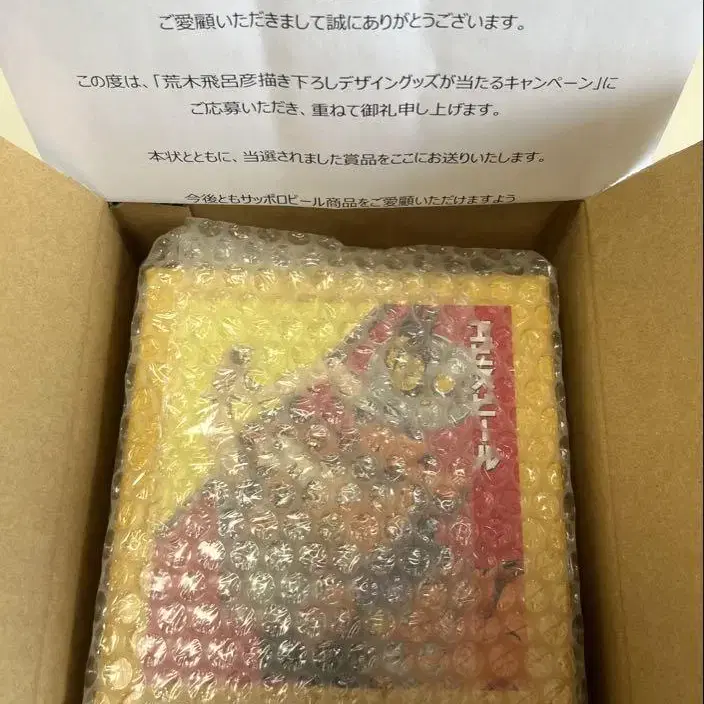 ご愛顧いただきまして誠にありがとうございます。
この度は、「荒木飛呂彦描き下ろしデザイングッズが当たるキャンペーン」に
ご応募いただき、重ねて御礼申し上げます。
本状とともに、当選されました賞品をここにお送りいたします。
今後ともサッポロビール商品をご愛顧いただけますよう
ヱビスビール